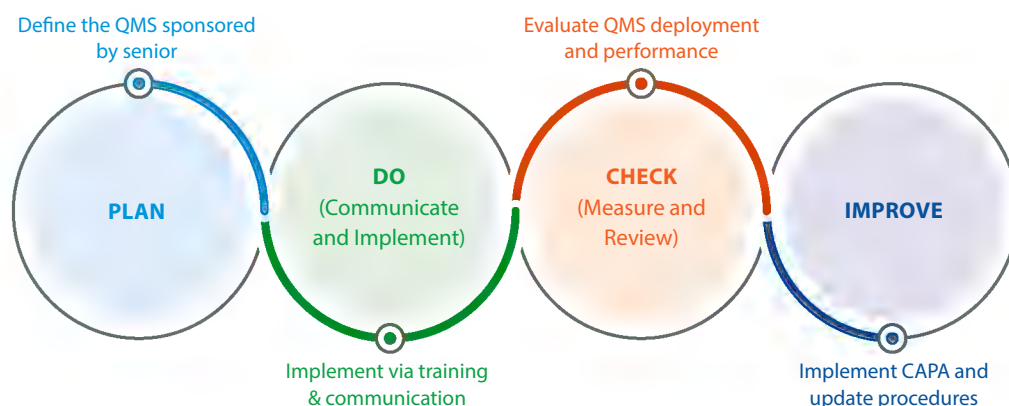 Define the QMS sponsored
by senior
PLAN
DO
(Communicate
and Implement)
Implement via training
& communication
Evaluate QMS deployment
and performance
CHECK
(Measure and
Review)
IMPROVE
Implement CAPA and
update procedures